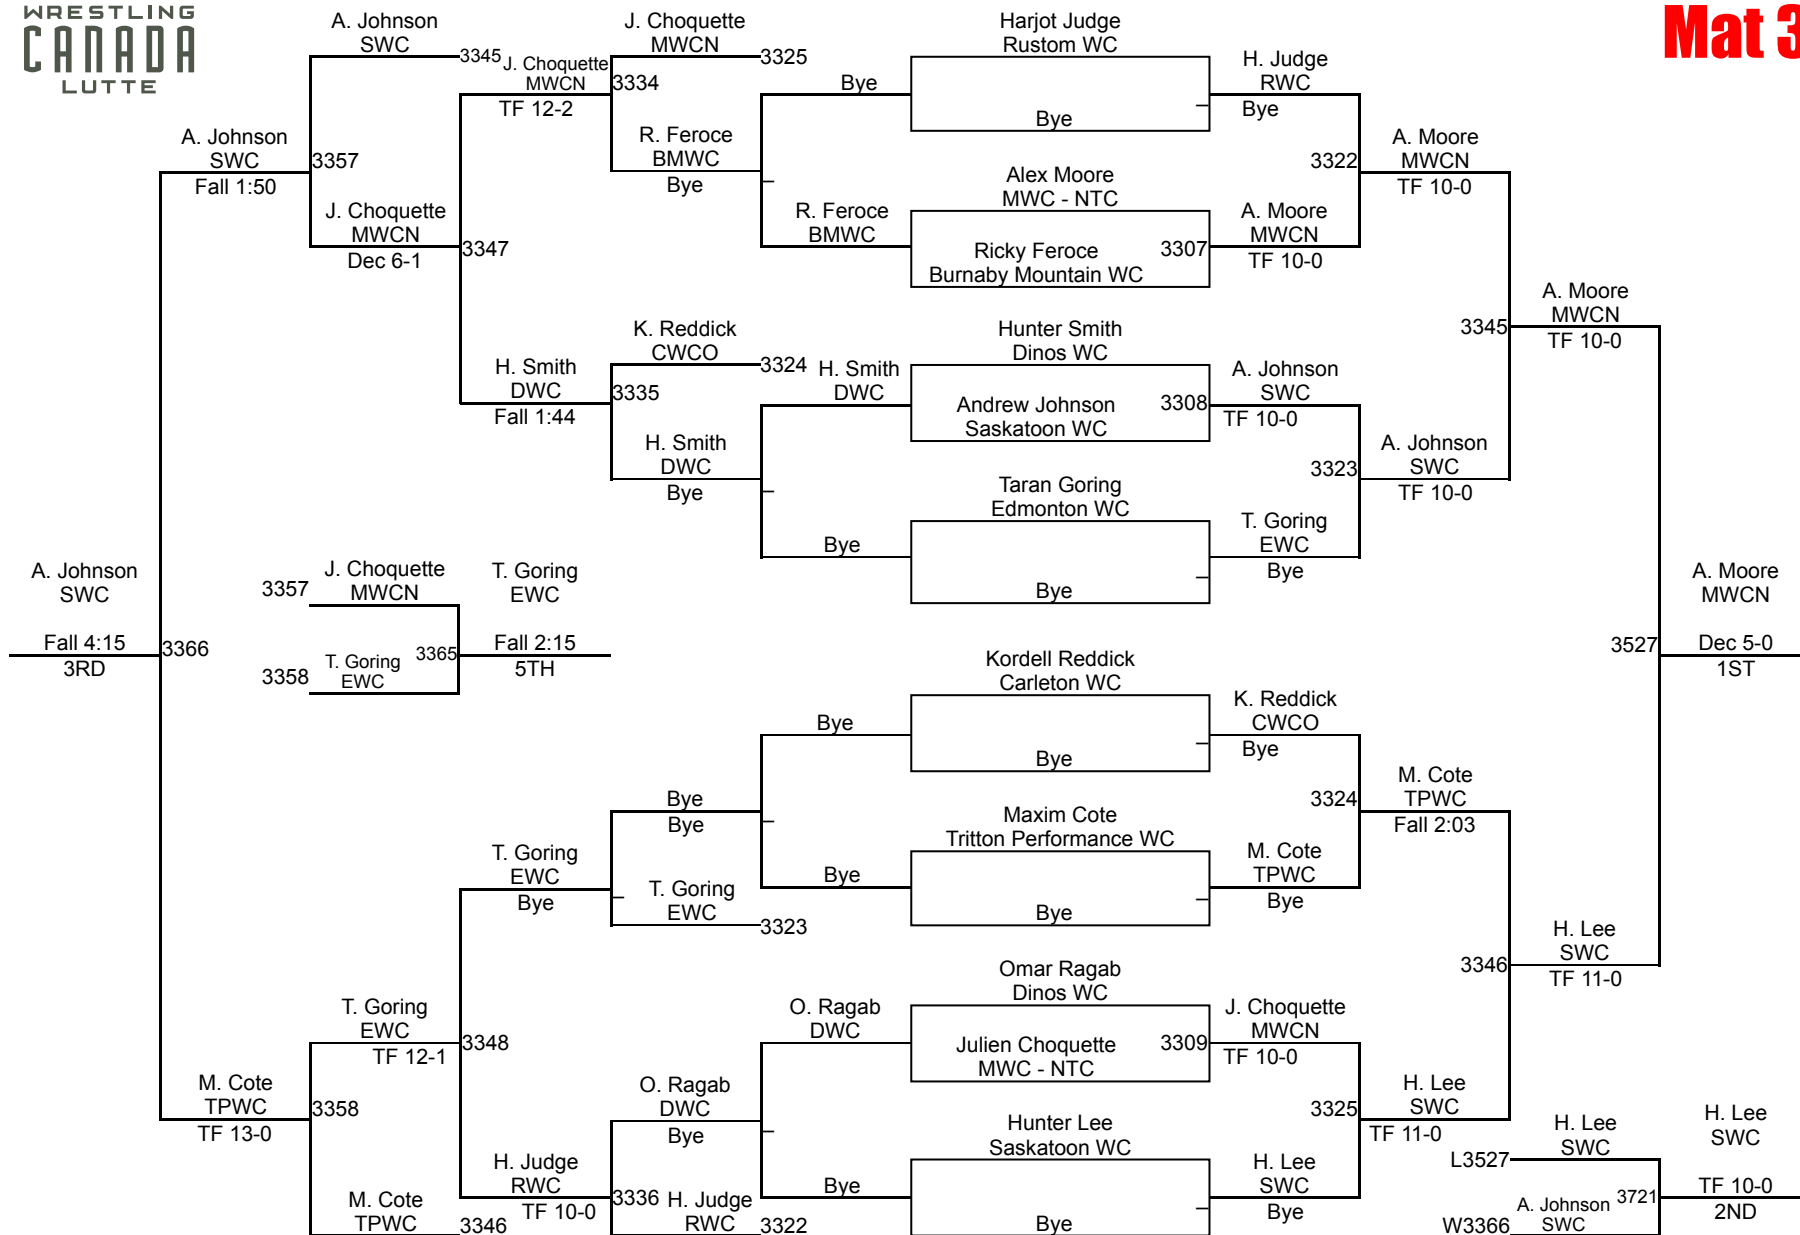 WRESTLING
CANADA
LUTTE
Mat 3
A. Johnson
SWC
3345
J. Choquette
MWCN
TF 12-2
J. Choquette
MWCN
3325
3334
Harjot Judge
Rustom WC
Bye
Bye
H. Judge
RWC
Bye
A. Johnson
SWC
Fall 1:50
3357
R. Feroce
BMWC
Bye
3322
A. Moore
MWCN
TF 10-0
J. Choquette
MWCN
Dec 6-1
3347
R. Feroce
BMWC
Alex Moore
MWC - NTC
Ricky Feroce
Burnaby Mountain WC
3307
A. Moore
MWCN
TF 10-0
3345
A. Moore
MWCN
TF 10-0
H. Smith
DWC
Fall 1:44
K. Reddick
CWCO
3324
3335
H. Smith
DWC
Hunter Smith
Dinos WC
Andrew Johnson
Saskatoon WC
3308
A. Johnson
SWC
TF 10-0
H. Smith
DWC
Bye
3323
A. Johnson
SWC
TF 10-0
Bye
Taran Goring
Edmonton WC
Bye
T. Goring
EWC
Bye
A. Johnson
SWC
Fall 4:15
3RD
3366
3357
J. Choquette
MWCN
3358
T. Goring
EWC
3365
T. Goring
EWC
Fall 2:15
5TH
3527
A. Moore
MWCN
Dec 5-0
1ST
Bye
Kordell Reddick
Carleton WC
Bye
K. Reddick
CWCO
Bye
Bye
Bye
3324
M. Cote
TPWC
Fall 2:03
T. Goring
EWC
Bye
T. Goring
EWC
3323
Bye
Maxim Cote
Tritton Performance WC
Bye
M. Cote
TPWC
Bye
3346
H. Lee
SWC
TF 11-0
T. Goring
EWC
TF 12-1
3348
O. Ragab
DWC
Omar Ragab
Dinos WC
Julien Choquette
MWC - NTC
3309
J. Choquette
MWCN
TF 10-0
M. Cote
TPWC
TF 13-0
3358
O. Ragab
DWC
Bye
3325
H. Lee
SWC
TF 11-0
M. Cote
TPWC
3346
H. Judge
RWC
TF 10-0
3336
H. Judge
RWC
3322
Bye
Hunter Lee
Saskatoon WC
Bye
H. Lee
SWC
Bye
L3527
H. Lee
SWC
W3366
A. Johnson
SWC
3721
H. Lee
SWC
TF 10-0
2ND